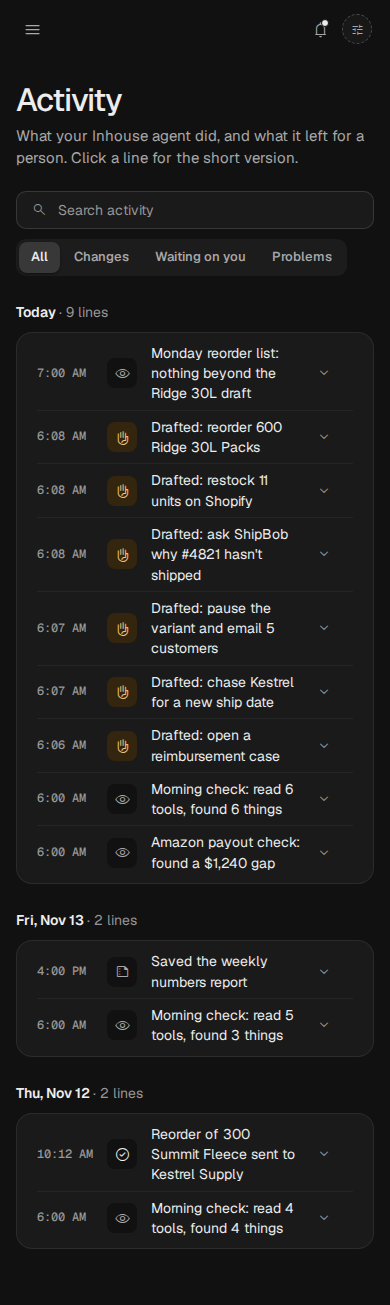 Activity
What your Inhouse agent did, and what it left for a
person. Click a line for the short version.
Search activity
All Changes Waiting on you Problems
Today · 9 lines
7:00 AM
Monday reorder list:
nothing beyond the
Ridge 30L draft
6:08 AM
Drafted: reorder 600
Ridge 30L Packs
6:08 AM
Drafted: restock 11
units on Shopify
6:08 AM
Drafted: ask ShipBob
why #4821 hasn't
shipped
6:07 AM
Drafted: pause the
variant and email 5
customers
6:07 AM
Drafted: chase Kestrel
for a new ship date
6:06 AM
Drafted: open a
reimbursement case
6:00 AM
Morning check: read 6
tools, found 6 things
6:00 AM
Amazon payout check:
found a $1,240 gap
Fri, Nov 13 · 2 lines
4:00 PM
Saved the weekly
numbers report
6:00 AM
Morning check: read 5
tools, found 3 things
Thu, Nov 12 · 2 lines
10:12 AM
Reorder of 300
Summit Fleece sent to
Kestrel Supply
6:00 AM
Morning check: read 4
tools, found 4 things